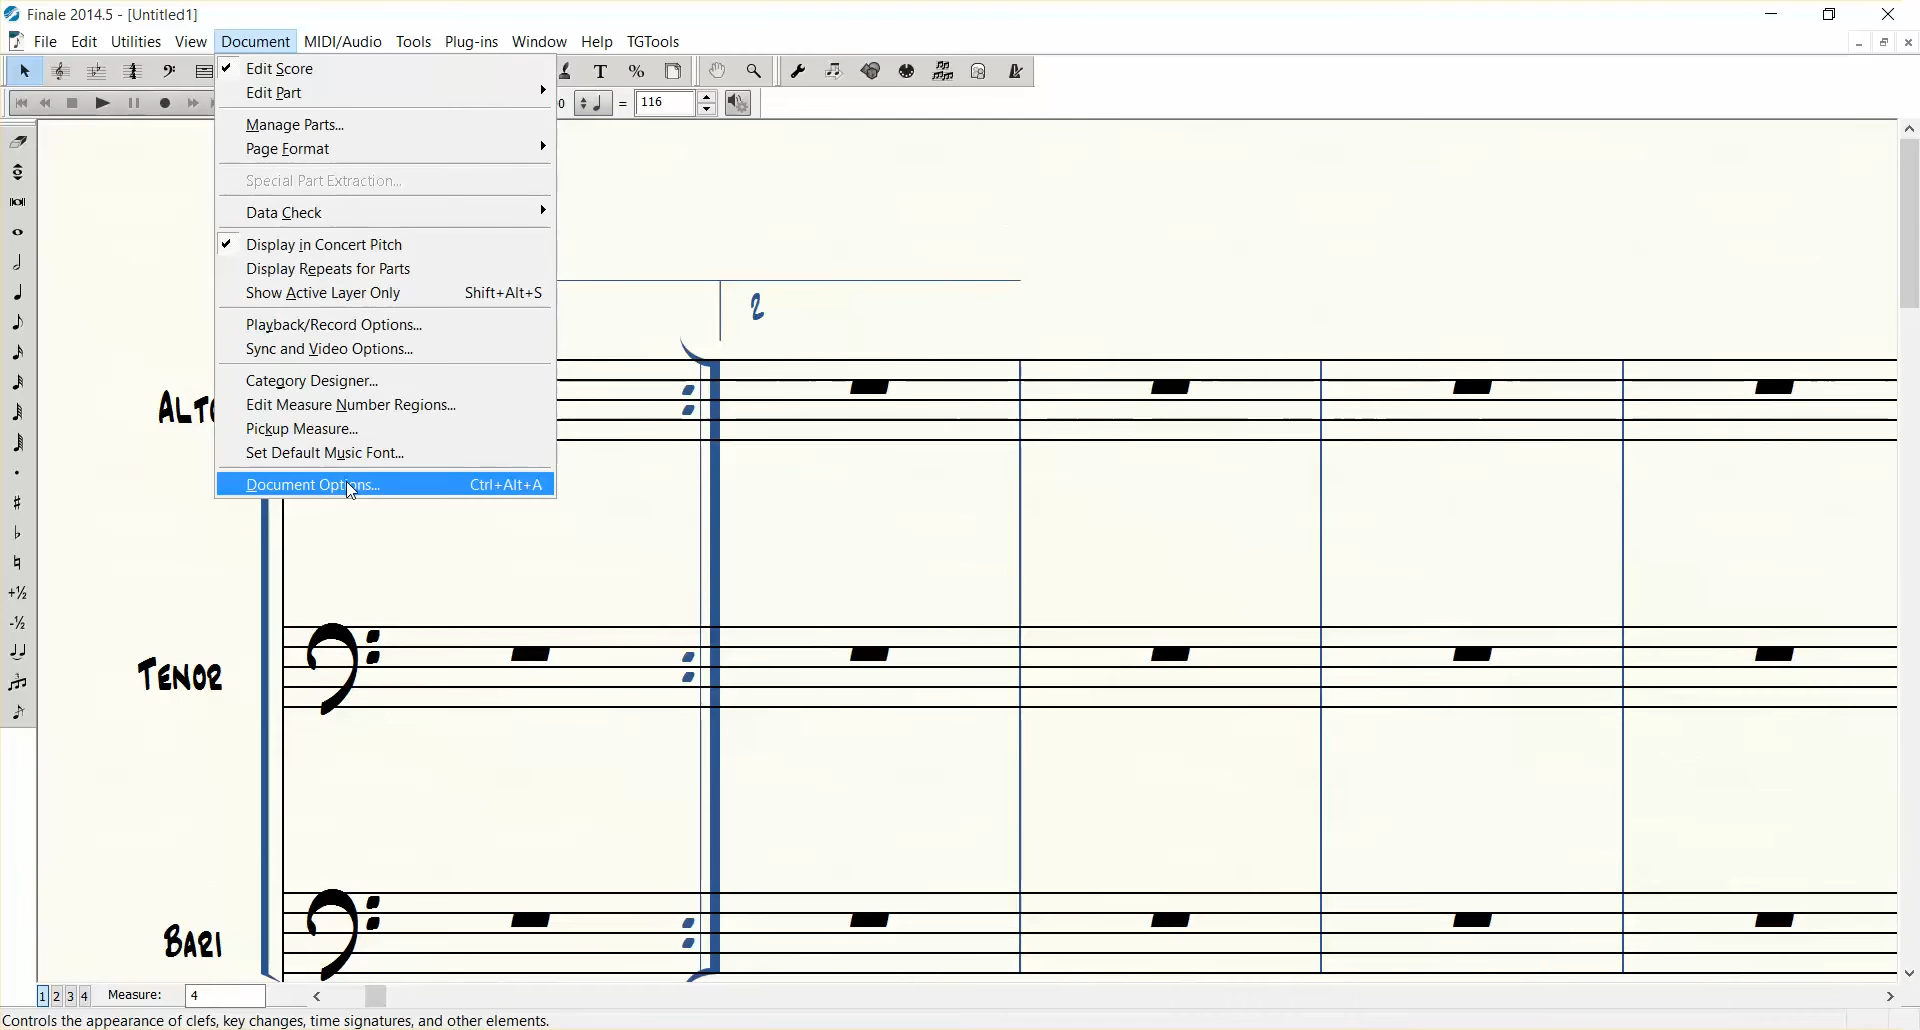 Finale 2014.5 - [Untitled1]
File Edit Utilities View Document MIDI/Audio Tools Plug-ins Window Help TGTools
Edit Score
Edit Part
= 116
Manage Parts...
Page Format
Special Part Extraction...
Data Check
Display in Concert Pitch
Display Repeats for Parts
Show Active Layer Only Shift+Alt+S
Playback/Record Options...
Sync and Video Options...
Category Designer...
Edit Measure Number Regions...
Pickup Measure...
Set Default Music Font...
Document Options... Ctrl+Alt+A
2
+½
-½
TENOR
BARI
1 2 3 4 Measure: 4
Controls the appearance of clefs, key changes, time signatures, and other elements.